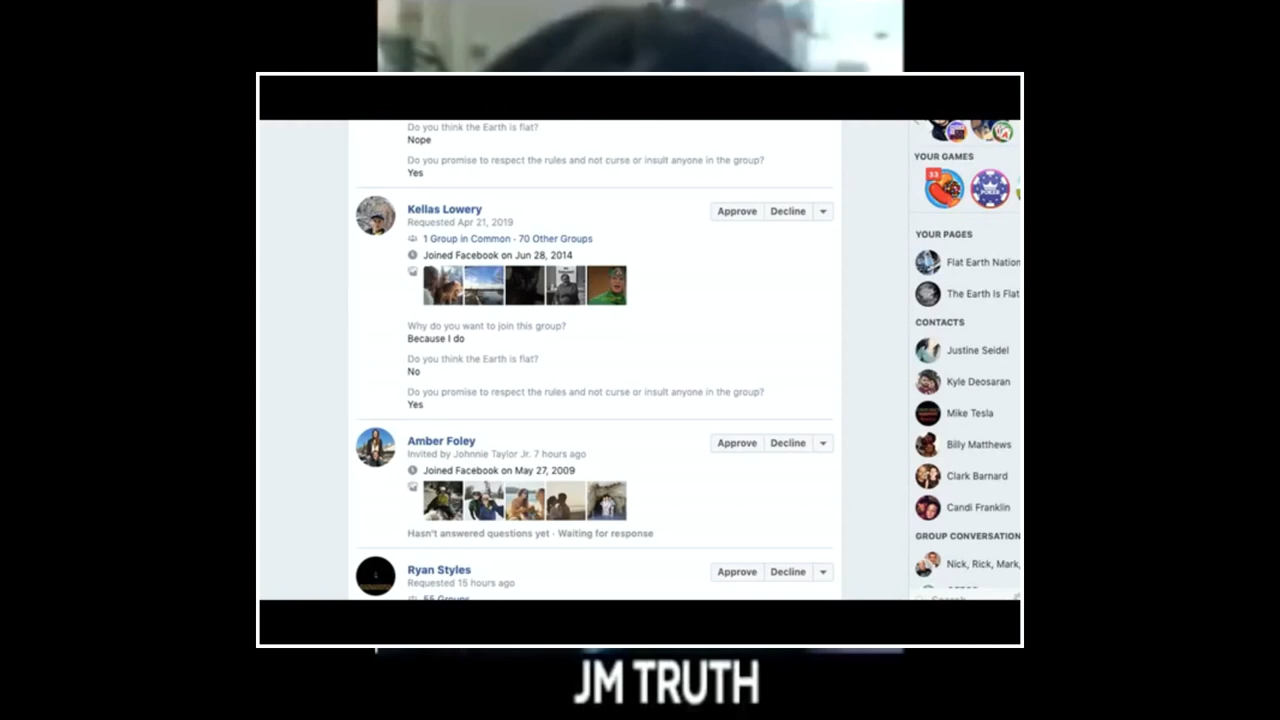 Do you think the Earth is flat?
Nope
Do you promise to respect the rules and not curse or insult anyone in the group?
Yes
Kellas Lowery
Requested Apr 21, 2019
1 Group in Common · 70 Other Groups
Joined Facebook on Jun 28, 2014
Approve
Decline
Why do you want to join this group?
Because I do
Do you think the Earth is flat?
No
Do you promise to respect the rules and not curse or insult anyone in the group?
Yes
Amber Foley
Invited by Johnnie Taylor Jr. 7 hours ago
Joined Facebook on May 27, 2009
Approve
Decline
Hasn't answered questions yet · Waiting for response
Ryan Styles
Requested 15 hours ago
55 Groups
Approve
Decline
YOUR GAMES
33
POKER
YOUR PAGES
Flat Earth Nation
The Earth Is Flat
CONTACTS
Justine Seidel
Kyle Deosaran
Mike Tesla
Billy Matthews
Clark Barnard
Candi Franklin
GROUP CONVERSATION
Nick, Rick, Mark,
Search
JM TRUTH